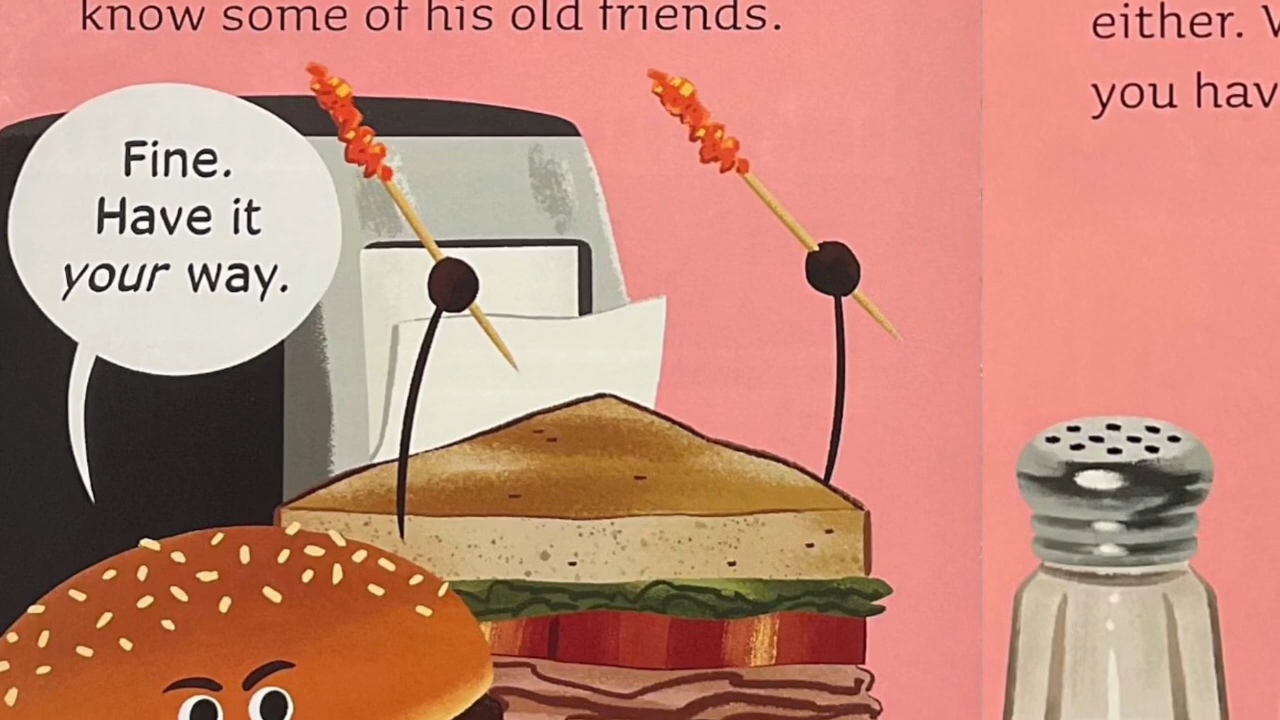 know some of his old friends.
Fine.
Have it
your way.
either.
you hav